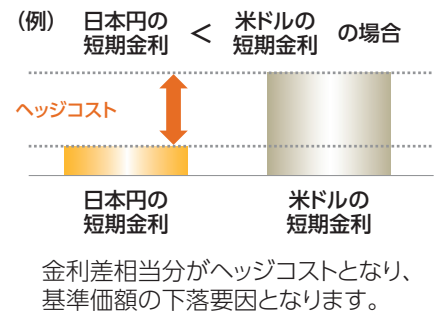 （例） 日本円の 短期金利 ＜ 米ドルの 短期金利 の場合
ヘッジコスト
日本円の 米ドルの
短期金利 短期金利
金利差相当分がヘッジコストとなり、
基準価額の下落要因となります。